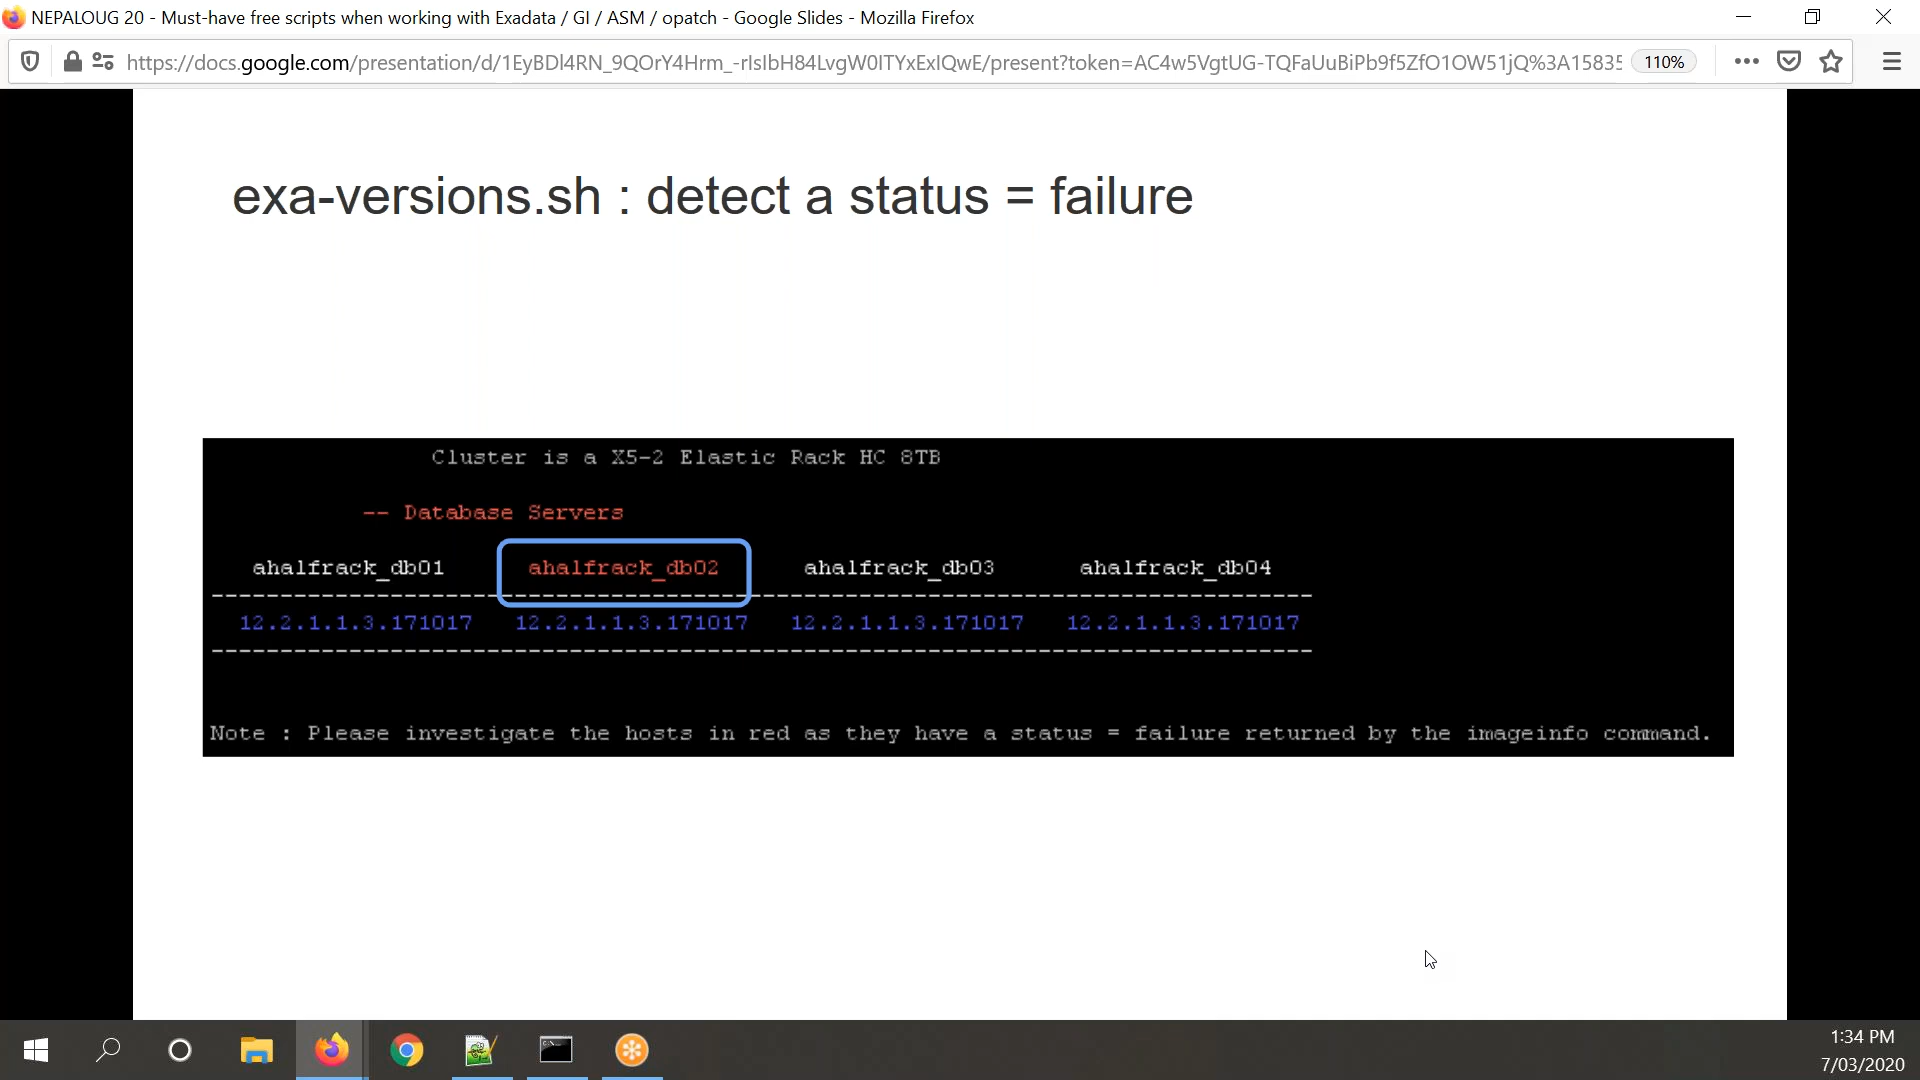 NEPALOUG 20 - Must-have free scripts when working with Exadata / GI / ASM / opatch - Google Slides - Mozilla Firefox
https://docs.google.com/presentation/d/1EyBDl4RN_9QOrY4Hrm_-rIsIbH84LvgW0ITYxExIQwE/present?token=AC4w5VgtUG-TQFaUuBiPb9f5ZfO1OW51jQ%3A15835
110%
exa-versions.sh : detect a status = failure
Cluster is a X5-2 Elastic Rack HC 8TB
-- Database Servers
ahalfrack_db01 ahalfrack_db02 ahalfrack_db03 ahalfrack_db04
12.2.1.1.3.171017 12.2.1.1.3.171017 12.2.1.1.3.171017 12.2.1.1.3.171017
Note : Please investigate the hosts in red as they have a status = failure returned by the imageinfo command.
1:34 PM
7/03/2020